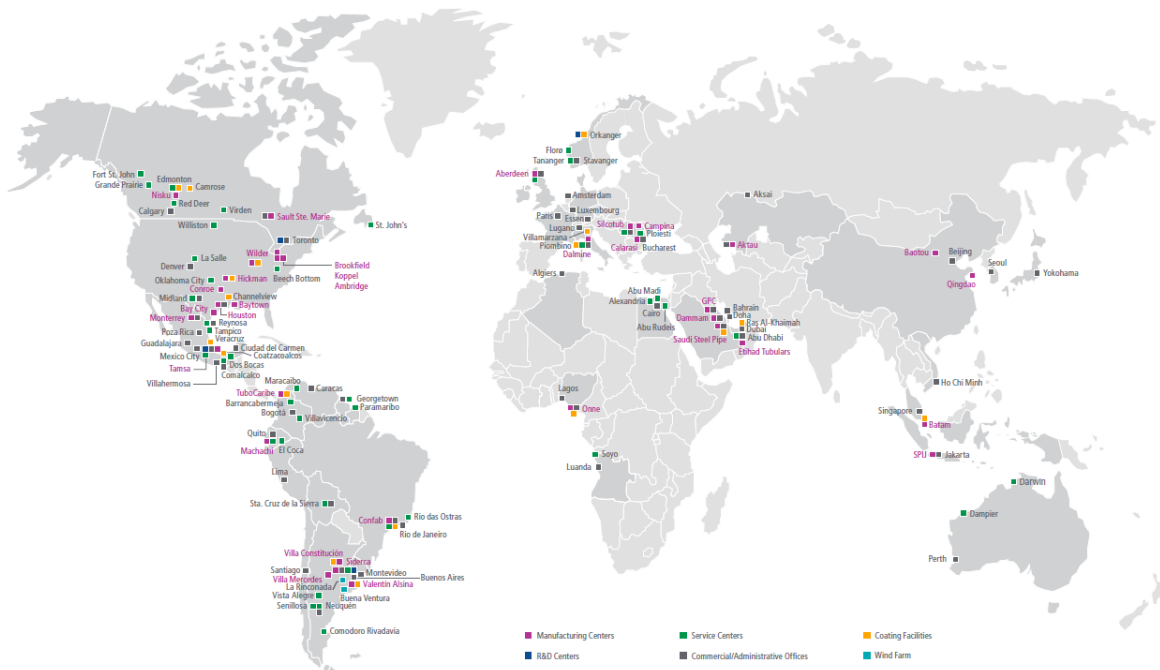 Orkanger
Floro
Tananger
Stavanger
Fort St. John
Edmonton
Grande Prairie
Camrose
Aberdeen
Nisku
Red Deer
Calgary
Virden
Sault Ste. Marie
Williston
St. John's
Amsterdam
Aksai
Paris
Luxembourg
Essen
Lugano
Silcotub
Campina
Villamarzana
Ploiesti
Piombino
Calarasi
Bucharest
Dalmine
Aktau
Toronto
La Salle
Wilder
Denver
Brookfield
Koppel
Ambridge
Oklahoma City
Hickman
Beech Bottom
Conroe
Channelview
Midland
Bay City
Baytown
Monterrey
Houston
Reynosa
Poza Rica
Tampico
Veracruz
Guadalajara
Ciudad del Carmen
Mexico City
Coatzacoalcos
Tamsa
Dos Bocas
Comalcalco
Villahermosa
Baotou
Beijing
Seoul
Yokohama
Qingdao
Algiers
Abu Madi
Alexandria
Cairo
Abu Rudeis
GPC
Bahrain
Dammam
Doha
Ras Al-Khaimah
Dubai
Saudi Steel Pipe
Abu Dhabi
Etihad Tubulars
Maracaibo
Caracas
TuboCaribe
Georgetown
Barrancabermeja
Paramaribo
Bogotá
Villavicencio
Lagos
Onne
Ho Chi Minh
Singapore
Batam
Quito
Machachi
El Coca
Lima
Soyo
Luanda
SPIJ
Jakarta
Darwin
Dampier
Perth
Sta. Cruz de la Sierra
Confab
Río das Ostras
Rio de Janeiro
Villa Constitución
Siderca
Santiago
Montevideo
Villa Mercedes
Buenos Aires
La Rinconada
Valentín Alsina
Vista Alegre
Buena Ventura
Senillosa
Neuquén
Comodoro Rivadavia
Manufacturing Centers
Service Centers
Coating Facilities
R&D Centers
Commercial/Administrative Offices
Wind Farm